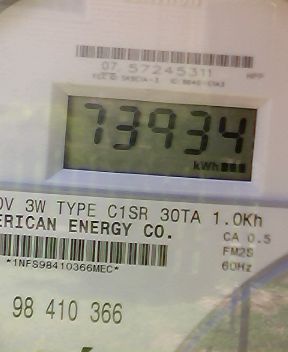 07 57245311
73934
kWh
0V 3W TYPE C1SR 30TA 1.0Kh
ERICAN ENERGY CO.
CA 0.5
FM2S
60Hz
*1NFS98410366MEC*
98 410 366